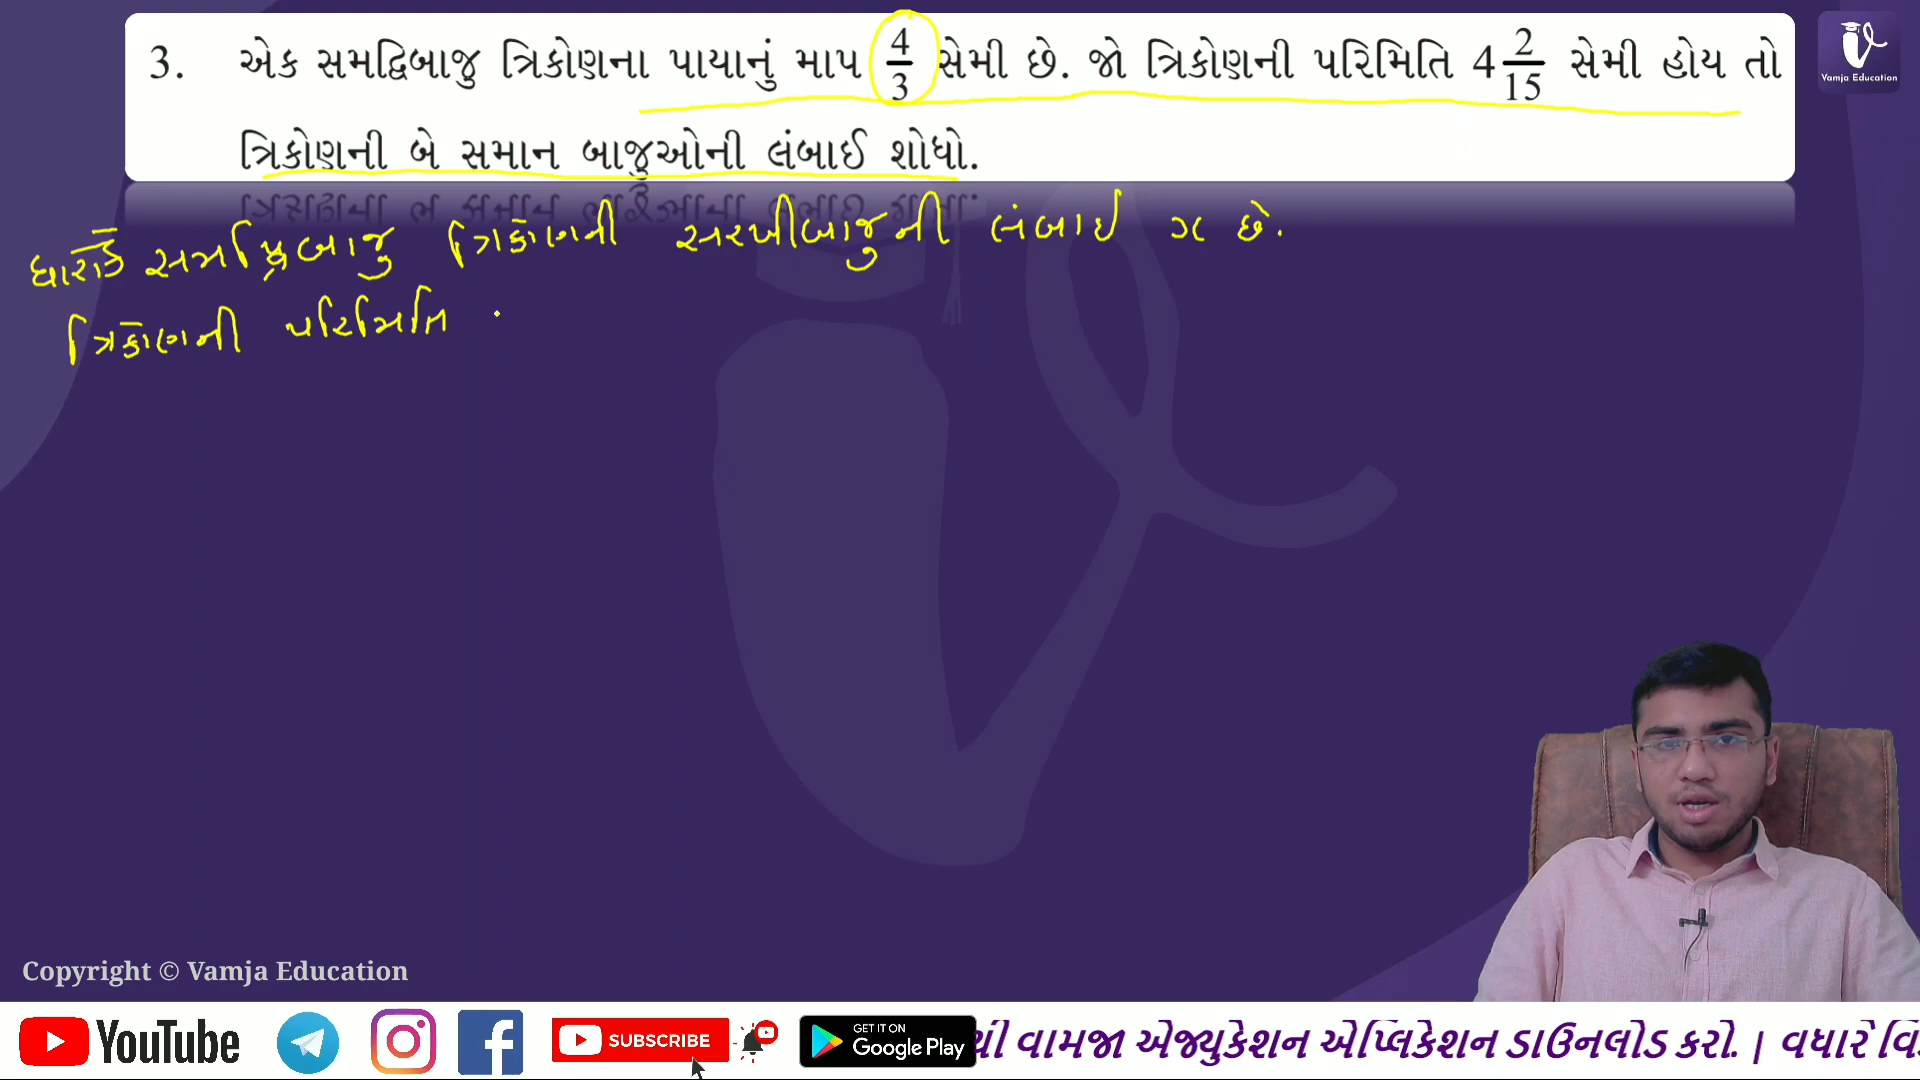 3. એક સમદ્વિબાજુ ત્રિકોણના પાયાનું માપ 4/3 સેમી છે. જો ત્રિકોણની પરિમિતિ 4 2/15 સેમી હોય તો
ત્રિકોણની બે સમાન બાજુઓની લંબાઈ શોધો.
Vamja Education
ધારોકે સમદ્વિબાજુ ત્રિકોણની સરખીબાજુની લંબાઈ x છે.
ત્રિકોણની પરિમિતિ
Copyright © Vamja Education
YouTube
SUBSCRIBE
GET IT ON
Google Play
થી વામજા એજ્યુકેશન એપ્લિકેશન ડાઉનલોડ કરો. | વધારે વિ